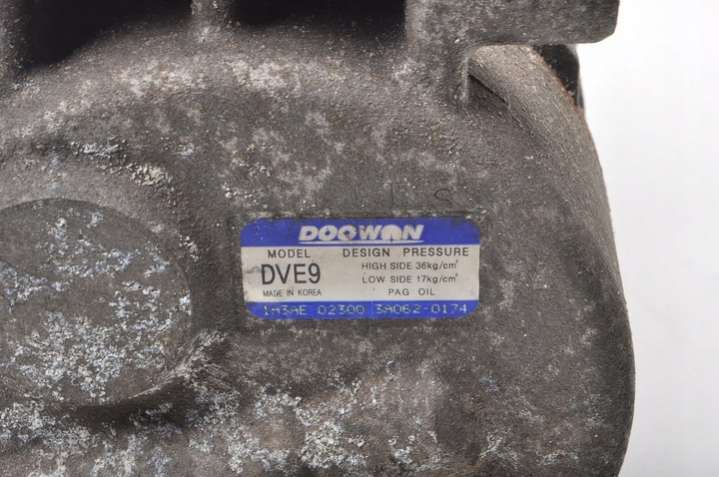 DOOWON
MODEL DESIGN PRESSURE
DVE9 HIGH SIDE 36kg/cm²
LOW SIDE 17kg/cm²
MADE IN KOREA PAG OIL
1M3AE 02300 3A062-0174